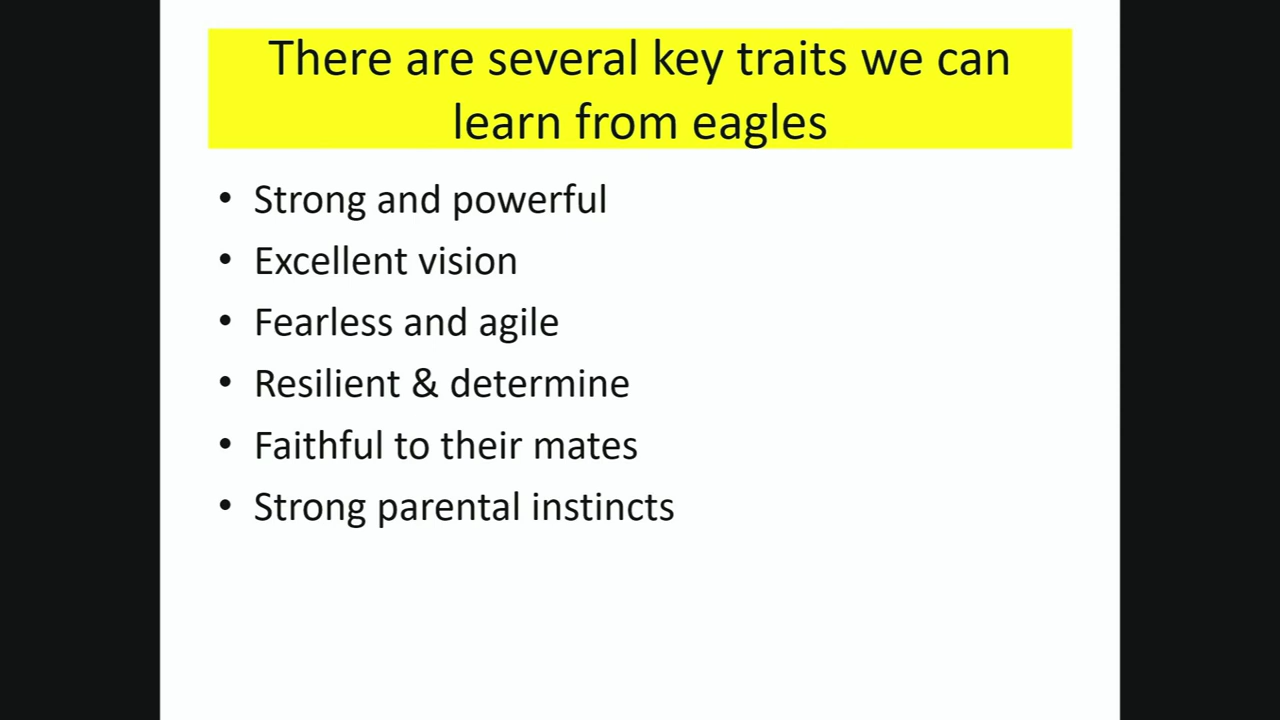 There are several key traits we can
learn from eagles
• Strong and powerful
• Excellent vision
• Fearless and agile
• Resilient & determine
• Faithful to their mates
• Strong parental instincts